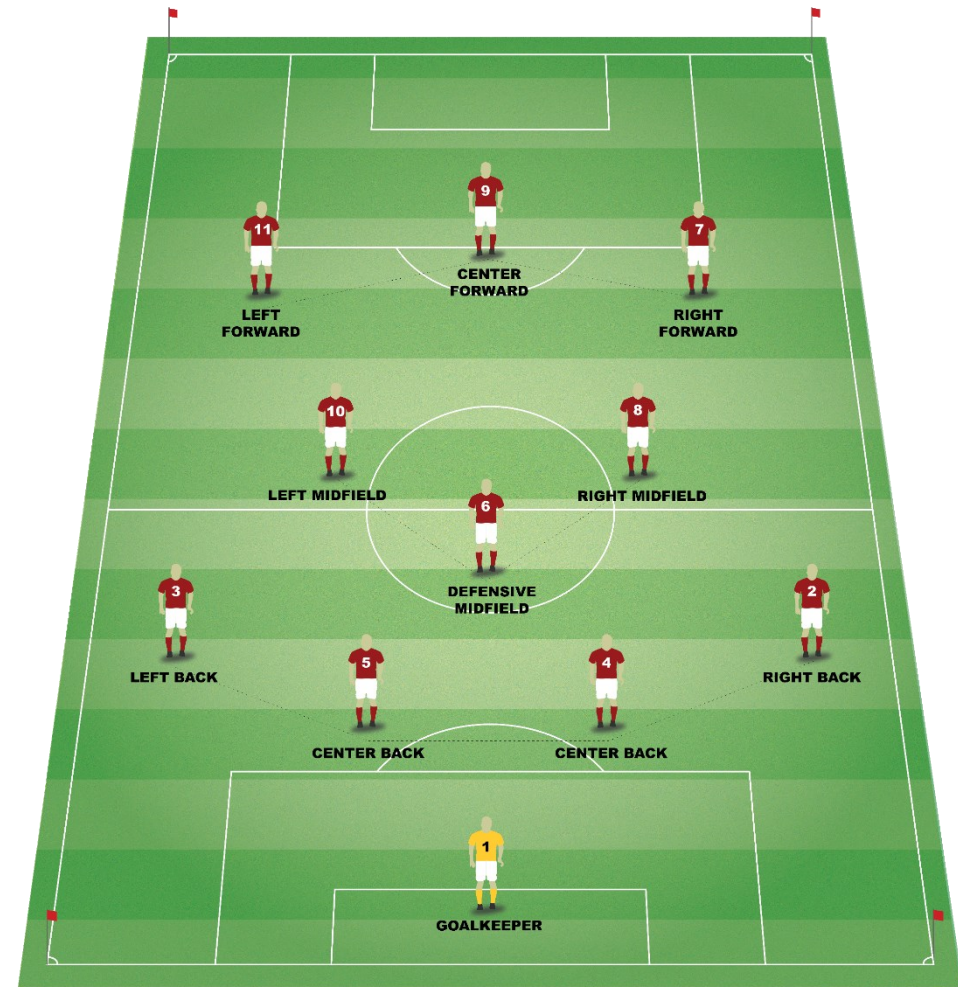 9
11
7
CENTER
FORWARD
LEFT
FORWARD
RIGHT
FORWARD
10
8
LEFT MIDFIELD
RIGHT MIDFIELD
6
DEFENSIVE
MIDFIELD
3
2
LEFT BACK
RIGHT BACK
5
4
CENTER BACK
CENTER BACK
1
GOALKEEPER